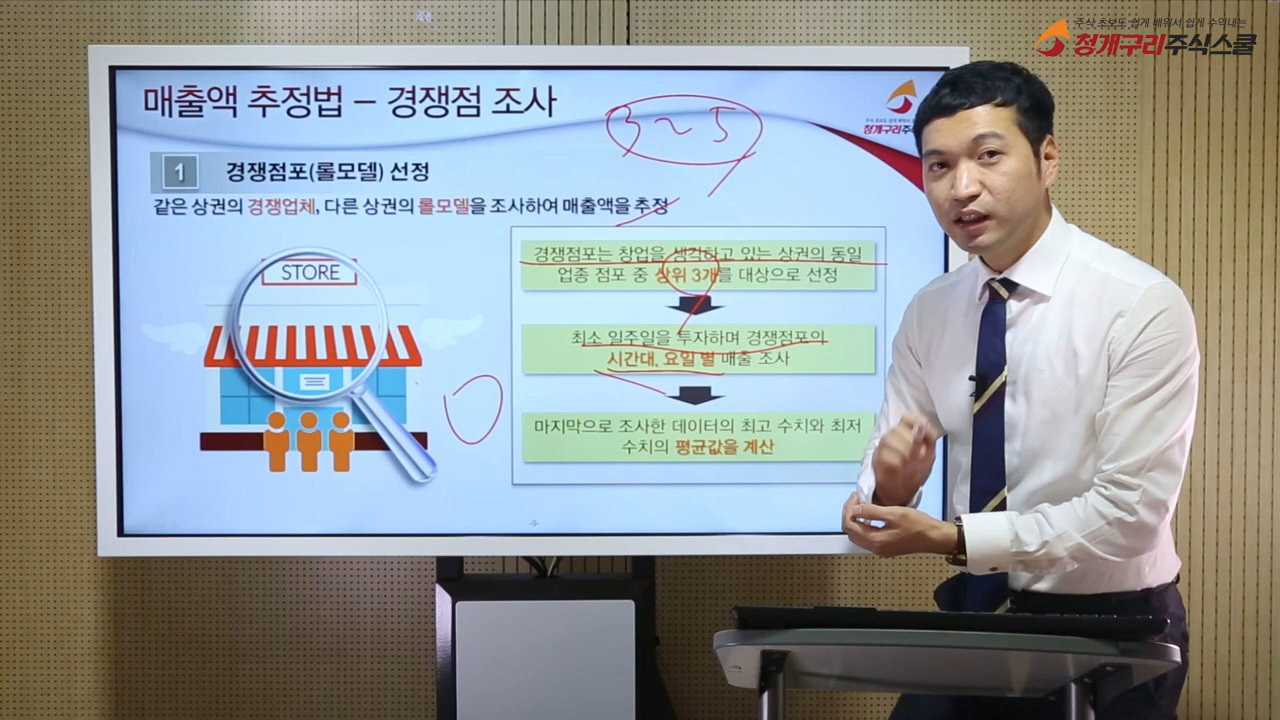 주식 초보도 쉽게 배워서 쉽게 수익내는
청개구리주식스쿨
매출액 추정법 – 경쟁점 조사
3 ~ 5
청개구리주식
1 경쟁점포(롤모델) 선정
같은 상권의 경쟁업체, 다른 상권의 롤모델을 조사하여 매출액을 추정
STORE
경쟁점포는 창업을 생각하고 있는 상권의 동일
업종 점포 중 상위 3개를 대상으로 선정
최소 일주일을 투자하며 경쟁점포의
시간대, 요일 별 매출 조사
마지막으로 조사한 데이터의 최고 수치와 최저
수치의 평균값을 계산
-9-